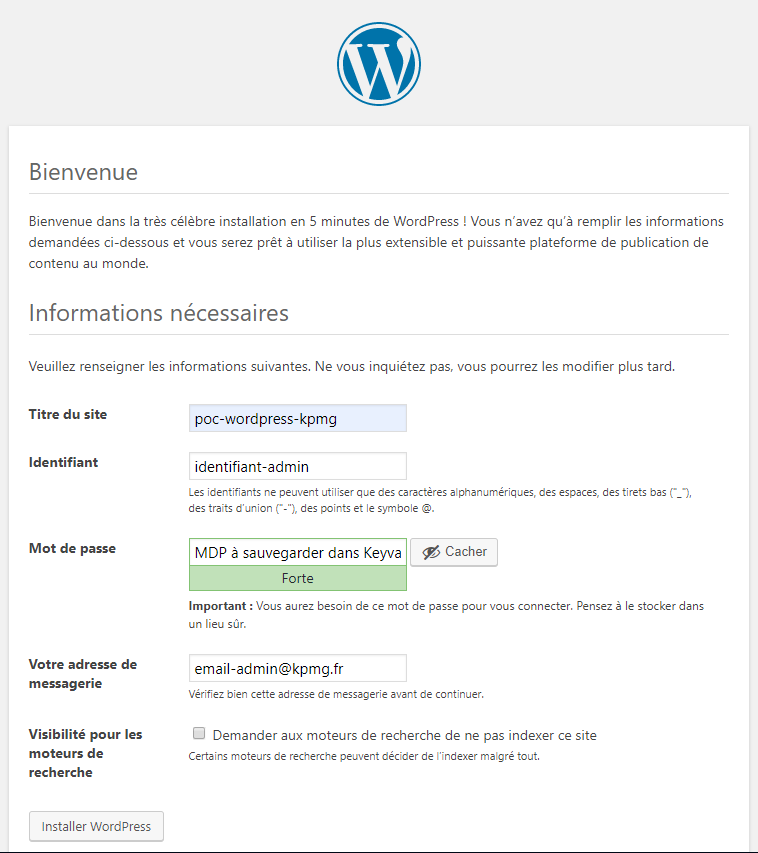 Bienvenue
Bienvenue dans la très célèbre installation en 5 minutes de WordPress ! Vous n’avez qu’à remplir les informations
demandées ci-dessous et vous serez prêt à utiliser la plus extensible et puissante plateforme de publication de
contenu au monde.
Informations nécessaires
Veuillez renseigner les informations suivantes. Ne vous inquiétez pas, vous pourrez les modifier plus tard.
Titre du site
poc-wordpress-kpmg
Identifiant
identifiant-admin
Les identifiants ne peuvent utiliser que des caractères alphanumériques, des espaces, des tirets bas ("_"),
des traits d’union ("-"), des points et le symbole @.
Mot de passe
MDP à sauvegarder dans Keyva
Cacher
Forte
Important : Vous aurez besoin de ce mot de passe pour vous connecter. Pensez à le stocker dans
un lieu sûr.
Votre adresse de
messagerie
email-admin@kpmg.fr
Vérifiez bien cette adresse de messagerie avant de continuer.
Visibilité pour les
moteurs de
recherche
Demander aux moteurs de recherche de ne pas indexer ce site
Certains moteurs de recherche peuvent décider de l’indexer malgré tout.
Installer WordPress